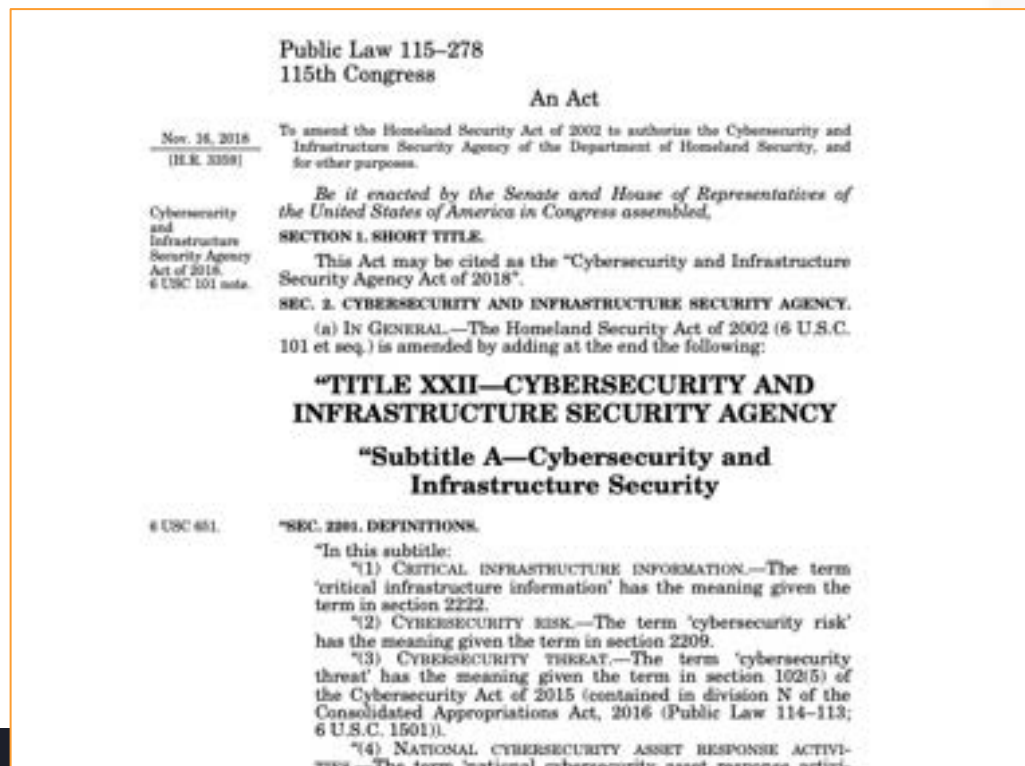 Public Law 115–278
115th Congress
An Act
Nov. 16, 2018
[H.R. 3359]
To amend the Homeland Security Act of 2002 to authorize the Cybersecurity and
Infrastructure Security Agency of the Department of Homeland Security, and
for other purposes.
Be it enacted by the Senate and House of Representatives of
the United States of America in Congress assembled,
Cybersecurity
and
Infrastructure
Security Agency
Act of 2018.
6 USC 101 note.
SECTION 1. SHORT TITLE.
This Act may be cited as the “Cybersecurity and Infrastructure
Security Agency Act of 2018”.
SEC. 2. CYBERSECURITY AND INFRASTRUCTURE SECURITY AGENCY.
(a) IN GENERAL.—The Homeland Security Act of 2002 (6 U.S.C.
101 et seq.) is amended by adding at the end the following:
“TITLE XXII—CYBERSECURITY AND
INFRASTRUCTURE SECURITY AGENCY
“Subtitle A—Cybersecurity and
Infrastructure Security
6 USC 651.
“SEC. 2201. DEFINITIONS.
“In this subtitle:
“(1) CRITICAL INFRASTRUCTURE INFORMATION.—The term
‘critical infrastructure information’ has the meaning given the
term in section 2222.
“(2) CYBERSECURITY RISK.—The term ‘cybersecurity risk’
has the meaning given the term in section 2209.
“(3) CYBERSECURITY THREAT.—The term ‘cybersecurity
threat’ has the meaning given the term in section 102(5) of
the Cybersecurity Act of 2015 (contained in division N of the
Consolidated Appropriations Act, 2016 (Public Law 114–113;
6 U.S.C. 1501)).
“(4) NATIONAL CYBERSECURITY ASSET RESPONSE ACTIVI-
TIES.—The term ‘national cybersecurity asset response activi-